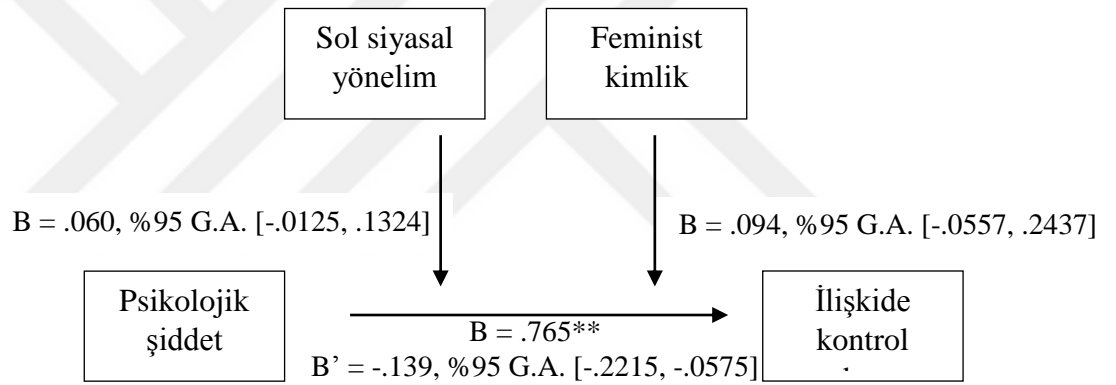 Sol siyasal
yönelim
Feminist
kimlik
B = .060, %95 G.A. [-.0125, .1324]
B = .094, %95 G.A. [-.0557, .2437]
Psikolojik
şiddet
B = .765**
B’ = -.139, %95 G.A. [-.2215, -.0575]
İlişkide
kontrol